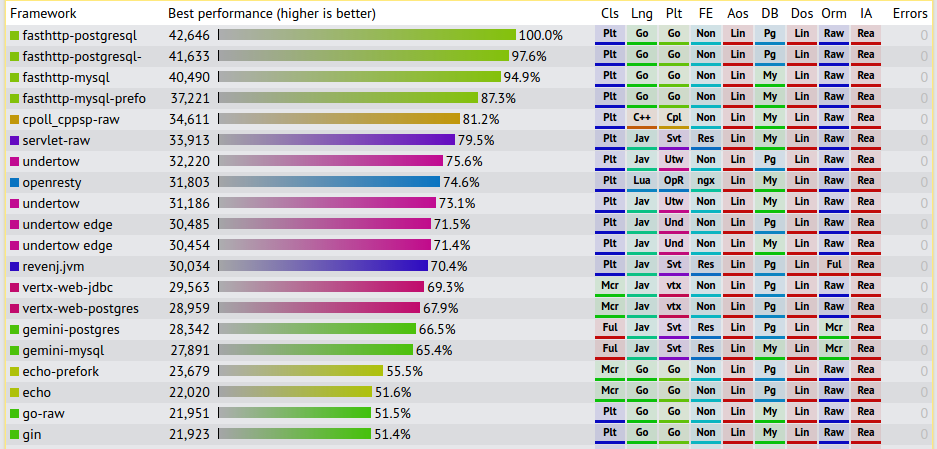 Framework Best performance (higher is better) Cls Lng Plt FE Aos DB Dos Orm IA Errors
fasthttp-postgresql 42,646 100.0% Plt Go Go Non Lin Pg Lin Raw Rea 0
fasthttp-postgresql- 41,633 97.6% Plt Go Go Non Lin Pg Lin Raw Rea 0
fasthttp-mysql 40,490 94.9% Plt Go Go Non Lin My Lin Raw Rea 0
fasthttp-mysql-prefo 37,221 87.3% Plt Go Go Non Lin My Lin Raw Rea 0
cpoll_cppsp-raw 34,611 81.2% Plt C++ Cpl Non Lin My Lin Raw Rea 0
servlet-raw 33,913 79.5% Plt Jav Svt Res Lin My Lin Raw Rea 0
undertow 32,220 75.6% Plt Jav Utw Non Lin Pg Lin Raw Rea 0
openresty 31,803 74.6% Plt Lua OpR ngx Lin My Lin Raw Rea 0
undertow 31,186 73.1% Plt Jav Utw Non Lin My Lin Raw Rea 0
undertow edge 30,485 71.5% Plt Jav Und Non Lin Pg Lin Raw Rea 0
undertow edge 30,454 71.4% Plt Jav Und Non Lin My Lin Raw Rea 0
revenj.jvm 30,034 70.4% Plt Jav Svt Res Lin Pg Lin Ful Rea 0
vertx-web-jdbc 29,563 69.3% Mcr Jav vtx Non Lin Pg Lin Raw Rea 0
vertx-web-postgres 28,959 67.9% Mcr Jav vtx Non Lin Pg Lin Raw Rea 0
gemini-postgres 28,342 66.5% Ful Jav Svt Res Lin Pg Lin Mcr Rea 0
gemini-mysql 27,891 65.4% Ful Jav Svt Res Lin My Lin Mcr Rea 0
echo-prefork 23,679 55.5% Mcr Go Go Non Lin Pg Lin Raw Rea 0
echo 22,020 51.6% Mcr Go Go Non Lin Pg Lin Raw Rea 0
go-raw 21,951 51.5% Plt Go Go Non Lin My Lin Raw Rea 0
gin 21,923 51.4% Plt Go Go Non Lin My Lin Raw Rea 0